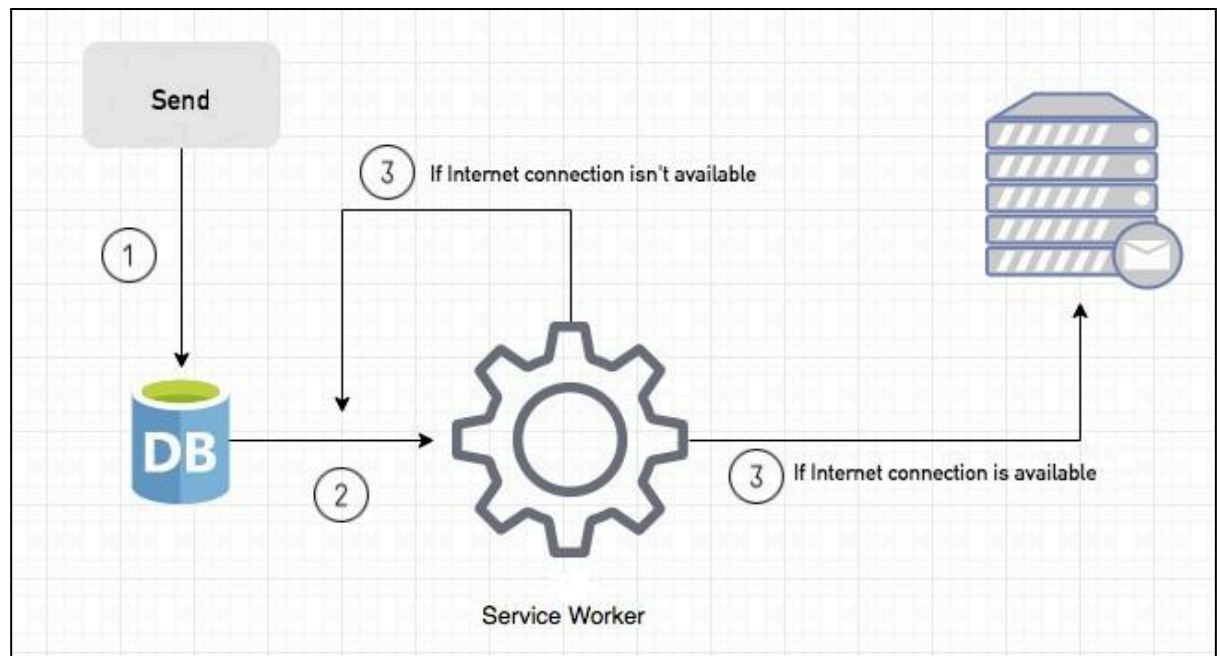 Send
3
If Internet connection isn't available
1
DB
2
3
If Internet connection is available
Service Worker